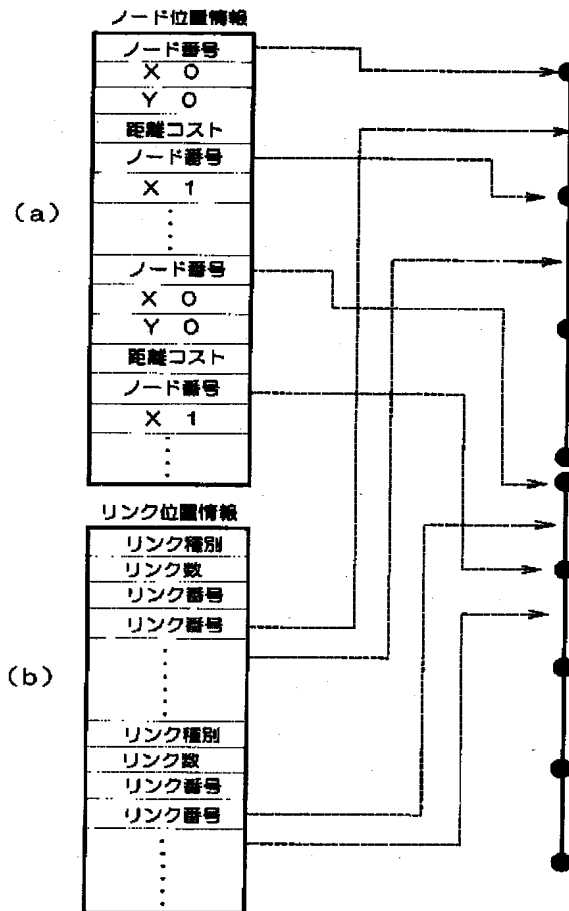 ノード位置情報
ノード番号
X 0
Y 0
距離コスト
ノード番号
X 1
(a)
ノード番号
X 0
Y 0
距離コスト
ノード番号
X 1
リンク位置情報
リンク種別
リンク数
リンク番号
リンク番号
(b)
リンク種別
リンク数
リンク番号
リンク番号